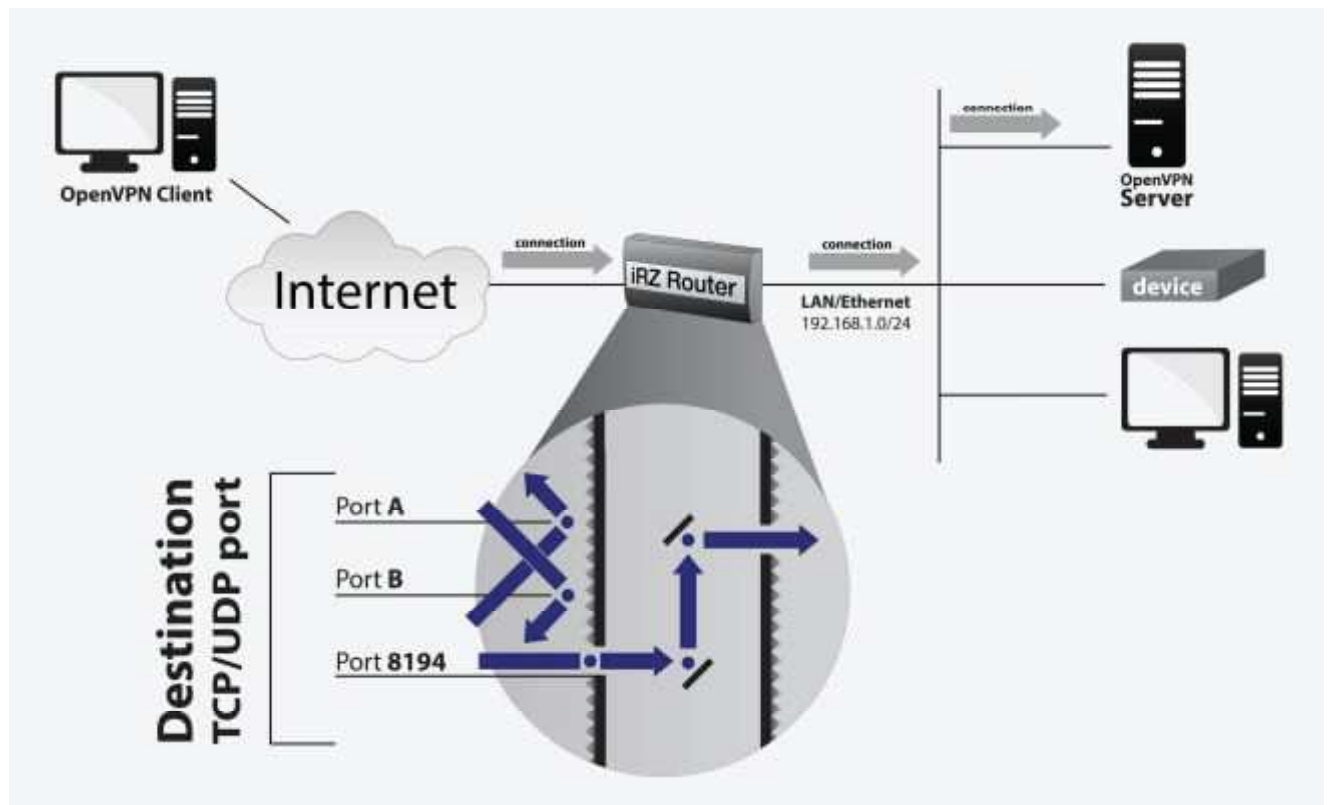 connection
OpenVPN Client
OpenVPN
Server
connection
Internet
iRZ Router
connection
LAN/Ethernet
192.168.1.0/24
device
Destination
TCP/UDP port
Port A
Port B
Port 8194